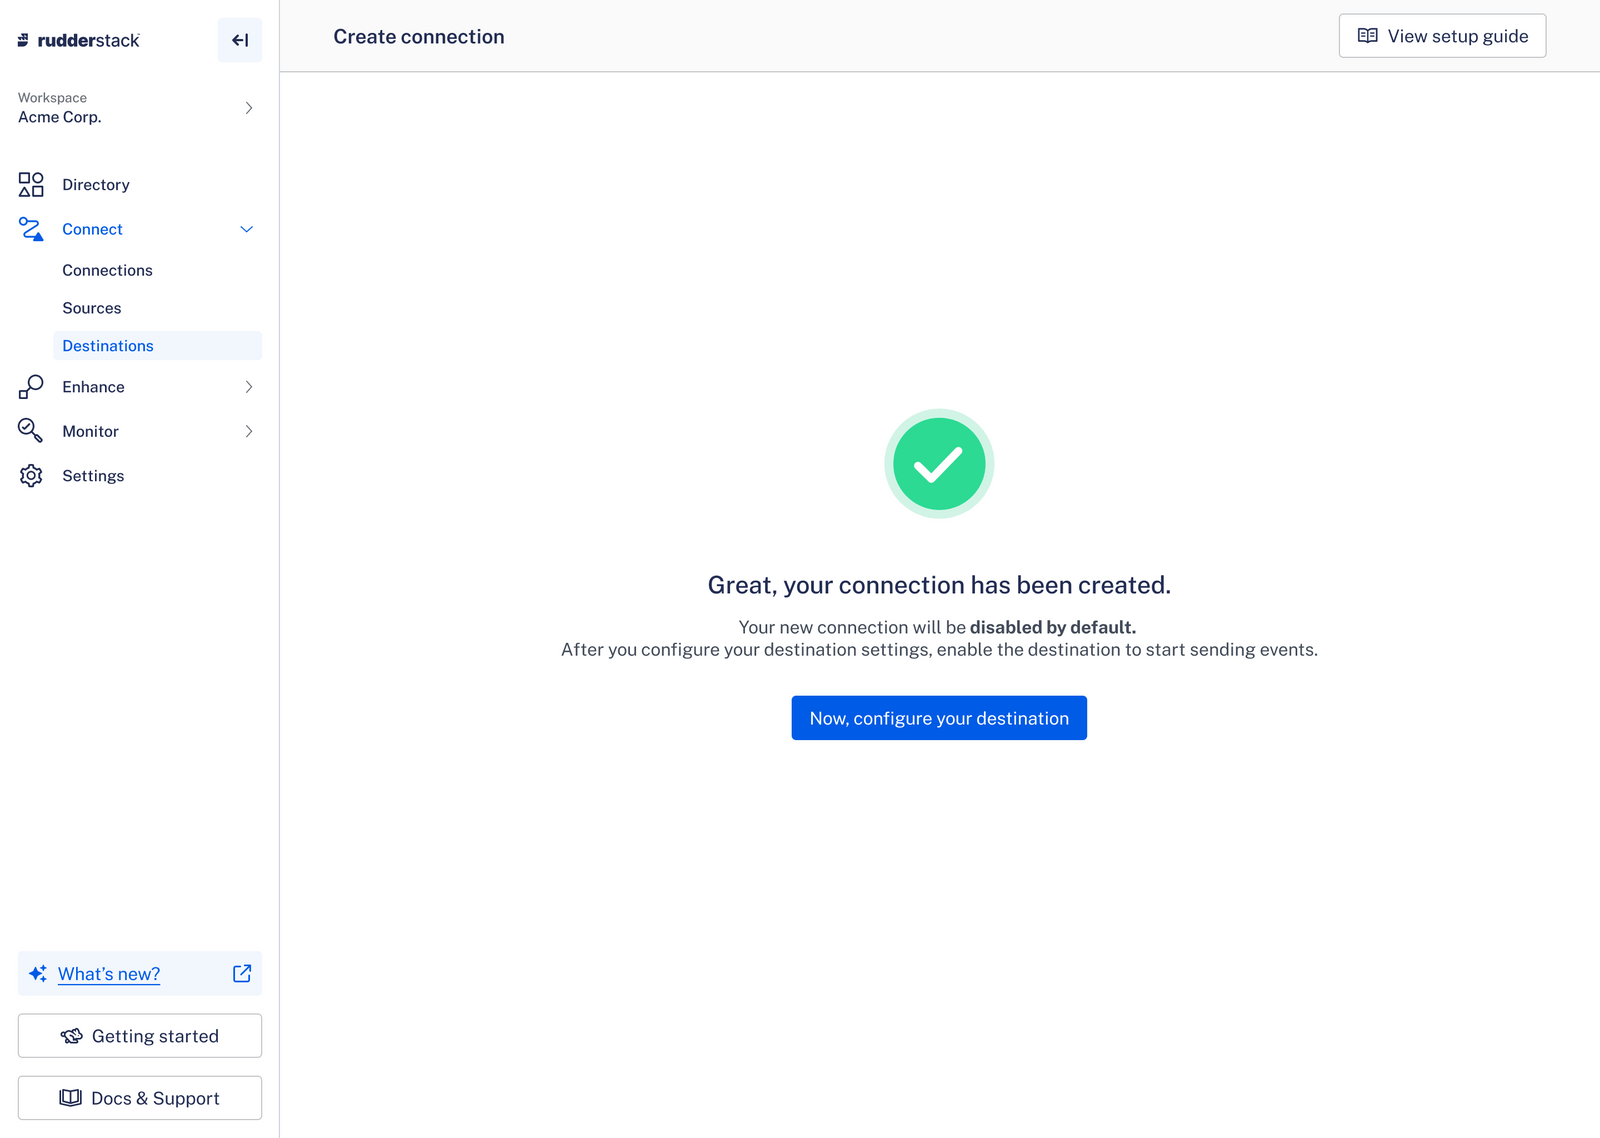 rudderstack
Create connection
View setup guide
Workspace
Acme Corp.
Directory
Connect
Connections
Sources
Destinations
Enhance
Monitor
Settings
Great, your connection has been created.
Your new connection will be disabled by default.
After you configure your destination settings, enable the destination to start sending events.
Now, configure your destination
What's new?
Getting started
Docs & Support